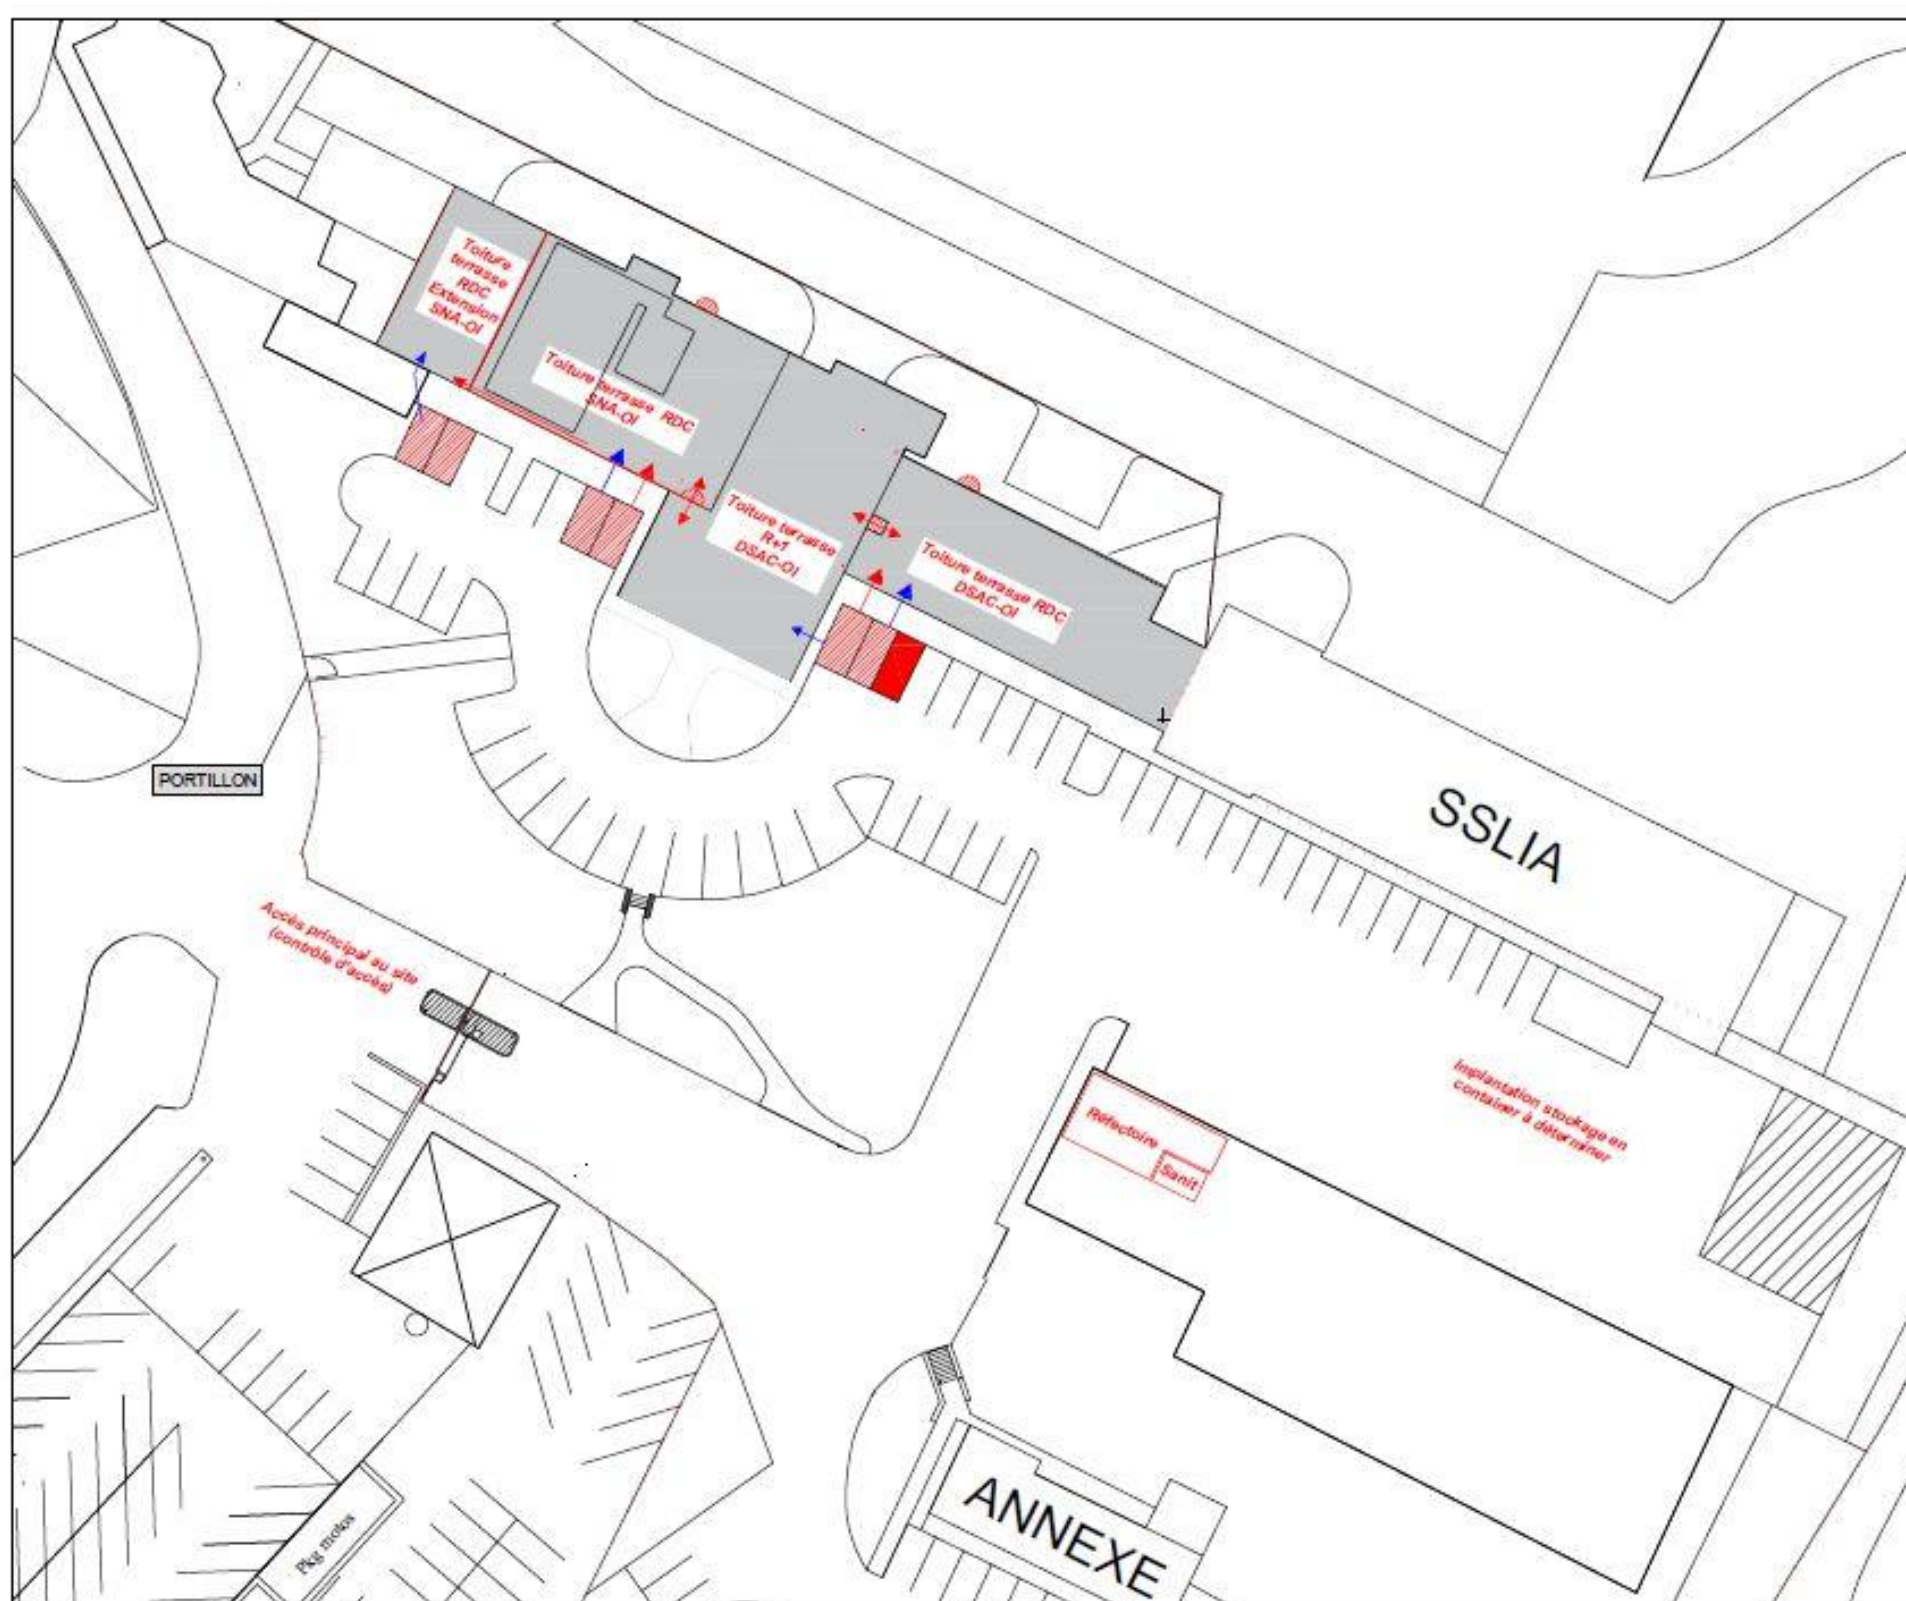 Toiture
terrasse
RDC
Extension
SNA-OI
Toiture terrasse RDC
SNA-OI
Toiture terrasse
R+1
DSAC-OI
Toiture terrasse RDC
DSAC-OI
PORTILLON
SSLIA
Accès principal au site
(contrôle d'accès)
Implantation stockage en
container à déterminer
Réfectoire
Sanit
Pkg motos
ANNEXE